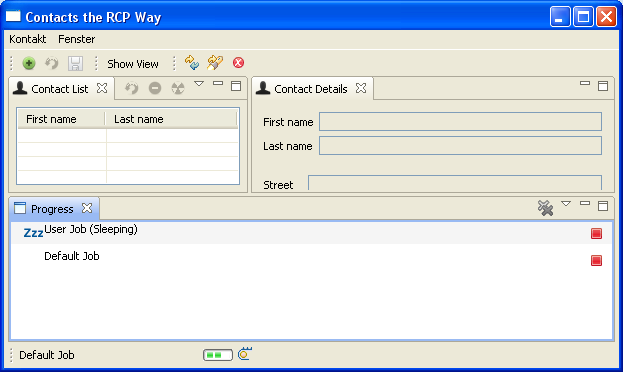 Contacts the RCP Way
Kontakt Fenster
Show View
Contact List
Contact Details
First name Last name
First name
Last name
Street
Progress
Zzz User Job (Sleeping)
Default Job
Default Job